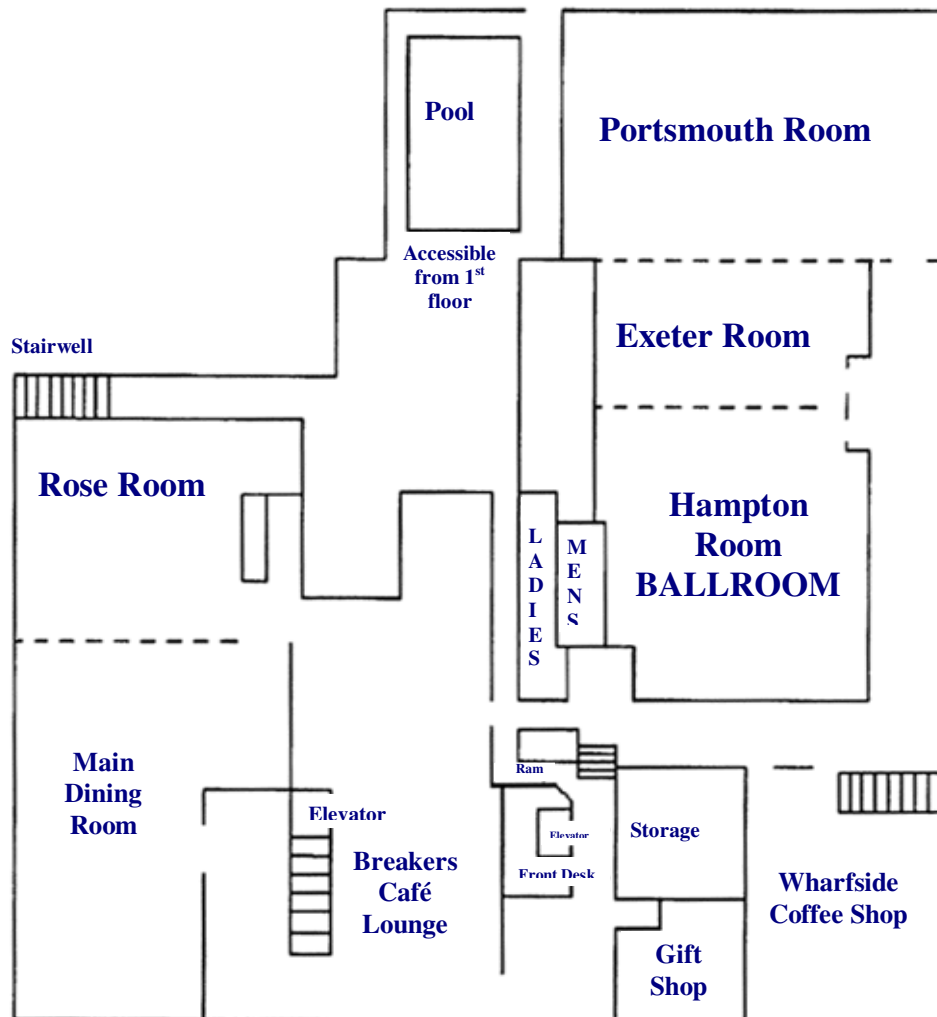 Pool
Portsmouth Room
Accessible
from 1st
floor
Exeter Room
Stairwell
Rose Room
Hampton
Room
BALLROOM
LADIES
MENS
Main
Dining
Room
Ram
Elevator
Elevator
Storage
Breakers
Café
Lounge
Front Desk
Wharfside
Coffee Shop
Gift
Shop